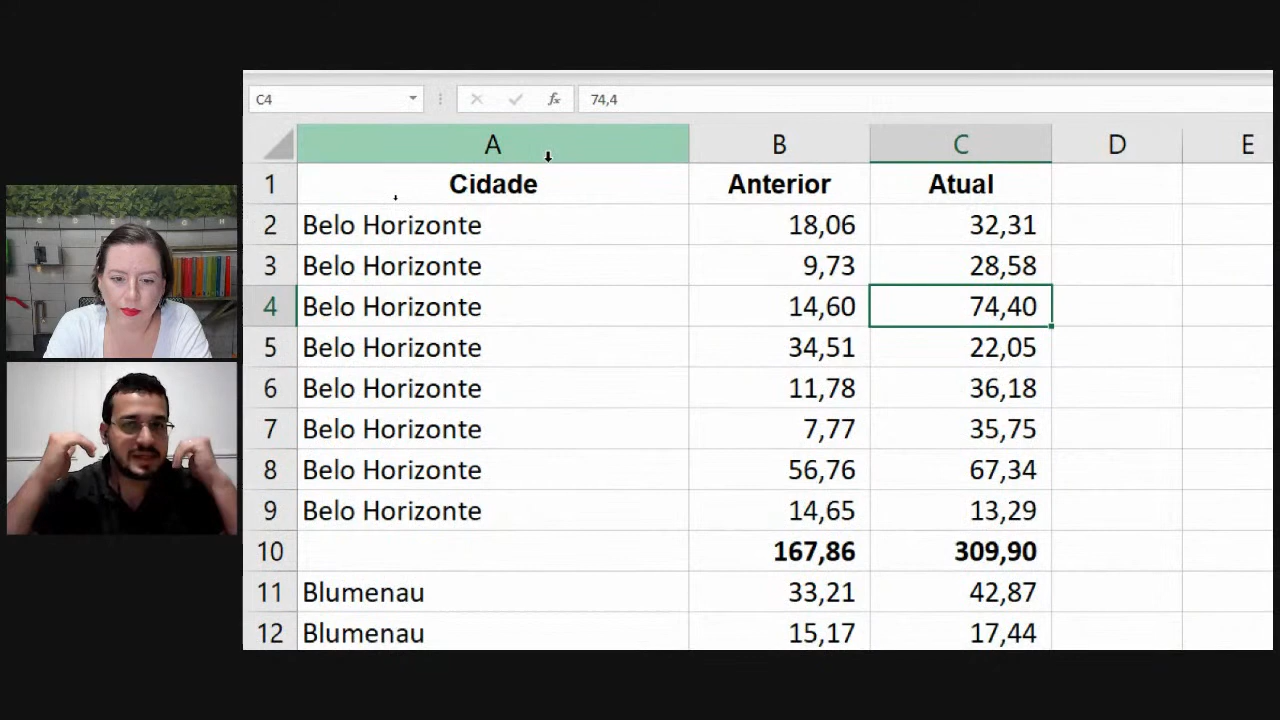 C4 fx 74,4
A B C D E
1 Cidade Anterior Atual
2 Belo Horizonte 18,06 32,31
3 Belo Horizonte 9,73 28,58
4 Belo Horizonte 14,60 74,40
5 Belo Horizonte 34,51 22,05
6 Belo Horizonte 11,78 36,18
7 Belo Horizonte 7,77 35,75
8 Belo Horizonte 56,76 67,34
9 Belo Horizonte 14,65 13,29
10 167,86 309,90
11 Blumenau 33,21 42,87
12 Blumenau 15,17 17,44